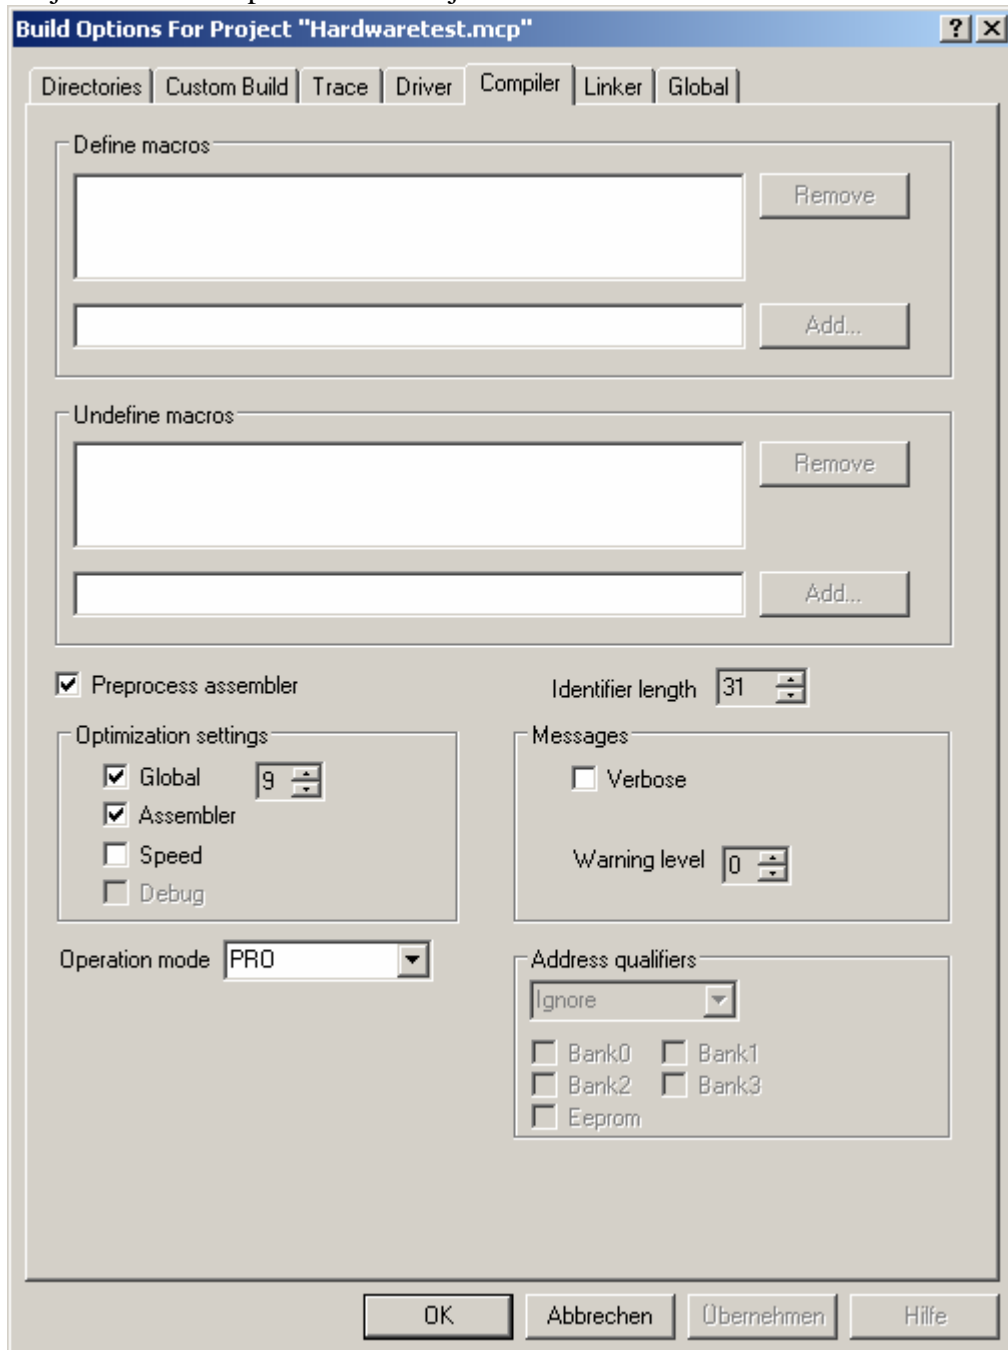 Build Options For Project "Hardwaretest.mcp"
Directories Custom Build Trace Driver Compiler Linker Global
Define macros
Remove
Add...
Undefine macros
Remove
Add...
Preprocess assembler Identifier length 31
Optimization settings Messages
Global 9 Verbose
Assembler
Speed Warning level 0
Debug
Operation mode PRO Address qualifiers
Ignore
Bank0 Bank1
Bank2 Bank3
Eeprom
OK Abbrechen Übernehmen Hilfe